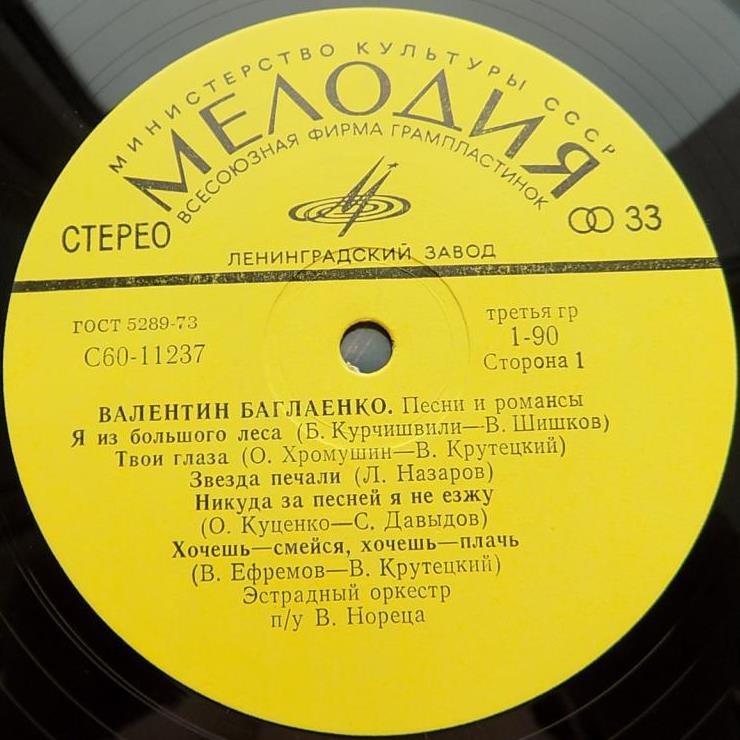 МИНИСТЕРСТВО КУЛЬТУРЫ СССР
МЕЛОДИЯ
ВСЕСОЮЗНАЯ ФИРМА ГРАМПЛАСТИНОК
СТЕРЕО
33
ЛЕНИНГРАДСКИЙ ЗАВОД
ГОСТ 5289-73
третья гр
С60-11237
1-90
Сторона 1
ВАЛЕНТИН БАГЛАЕНКО. Песни и романсы
Я из большого леса (Б. Курчишвили—В. Шишков)
Твои глаза (О. Хромушин—В. Крутецкий)
Звезда печали (Л. Назаров)
Никуда за песней я не езжу
(О. Куценко—С. Давыдов)
Хочешь—смейся, хочешь—плачь
(В. Ефремов—В. Крутецкий)
Эстрадный оркестр
п/у В. Нореца